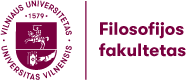 VILNIAUS UNIVERSITETAS
• 1579 •
UNIVERSITAS VILNENSIS
Filosofijos
fakultetas